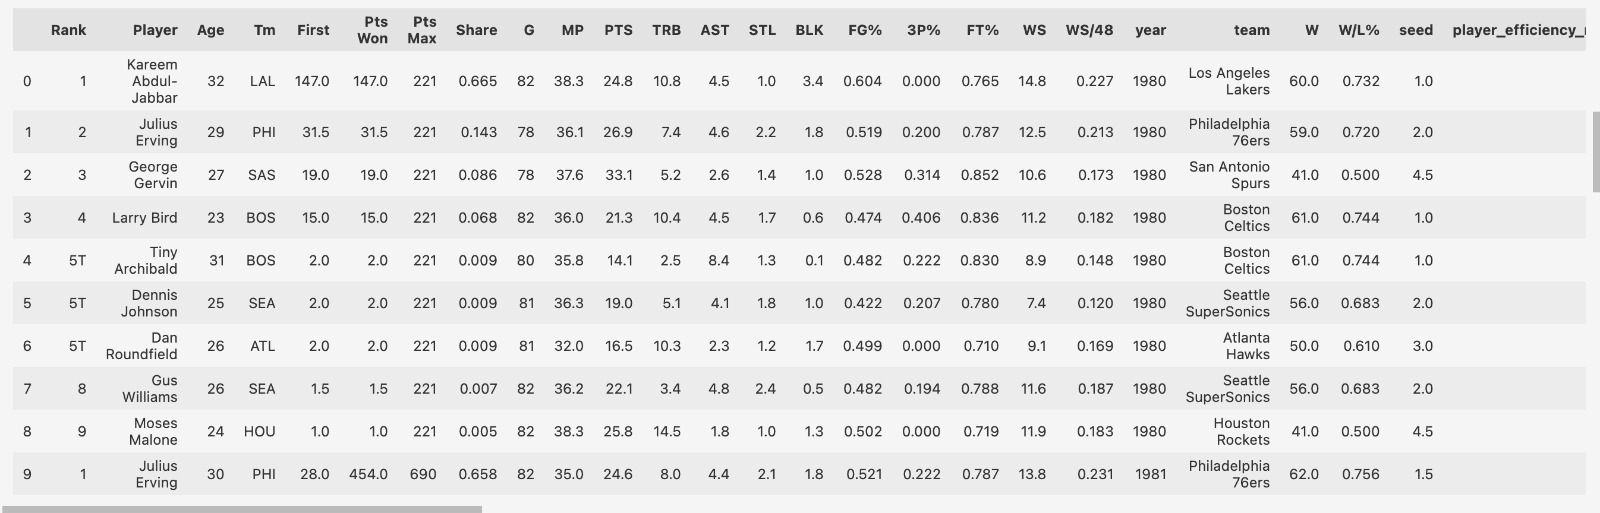 Rank Player Age Tm First Pts Won Pts Max Share G MP PTS TRB AST STL BLK FG% 3P% FT% WS WS/48 year team W W/L% seed player_efficiency_
0 1 Kareem Abdul-Jabbar 32 LAL 147.0 147.0 221 0.665 82 38.3 24.8 10.8 4.5 1.0 3.4 0.604 0.000 0.765 14.8 0.227 1980 Los Angeles Lakers 60.0 0.732 1.0
1 2 Julius Erving 29 PHI 31.5 31.5 221 0.143 78 36.1 26.9 7.4 4.6 2.2 1.8 0.519 0.200 0.787 12.5 0.213 1980 Philadelphia 76ers 59.0 0.720 2.0
2 3 George Gervin 27 SAS 19.0 19.0 221 0.086 78 37.6 33.1 5.2 2.6 1.4 1.0 0.528 0.314 0.852 10.6 0.173 1980 San Antonio Spurs 41.0 0.500 4.5
3 4 Larry Bird 23 BOS 15.0 15.0 221 0.068 82 36.0 21.3 10.4 4.5 1.7 0.6 0.474 0.406 0.836 11.2 0.182 1980 Boston Celtics 61.0 0.744 1.0
4 5T Tiny Archibald 31 BOS 2.0 2.0 221 0.009 80 35.8 14.1 2.5 8.4 1.3 0.1 0.482 0.222 0.830 8.9 0.148 1980 Boston Celtics 61.0 0.744 1.0
5 5T Dennis Johnson 25 SEA 2.0 2.0 221 0.009 81 36.3 19.0 5.1 4.1 1.8 1.0 0.422 0.207 0.780 7.4 0.120 1980 Seattle SuperSonics 56.0 0.683 2.0
6 5T Dan Roundfield 26 ATL 2.0 2.0 221 0.009 81 32.0 16.5 10.3 2.3 1.2 1.7 0.499 0.000 0.710 9.1 0.169 1980 Atlanta Hawks 50.0 0.610 3.0
7 8 Gus Williams 26 SEA 1.5 1.5 221 0.007 82 36.2 22.1 3.4 4.8 2.4 0.5 0.482 0.194 0.788 11.6 0.187 1980 Seattle SuperSonics 56.0 0.683 2.0
8 9 Moses Malone 24 HOU 1.0 1.0 221 0.005 82 38.3 25.8 14.5 1.8 1.0 1.3 0.502 0.000 0.719 11.9 0.183 1980 Houston Rockets 41.0 0.500 4.5
9 1 Julius Erving 30 PHI 28.0 454.0 690 0.658 82 35.0 24.6 8.0 4.4 2.1 1.8 0.521 0.222 0.787 13.8 0.231 1981 Philadelphia 76ers 62.0 0.756 1.5